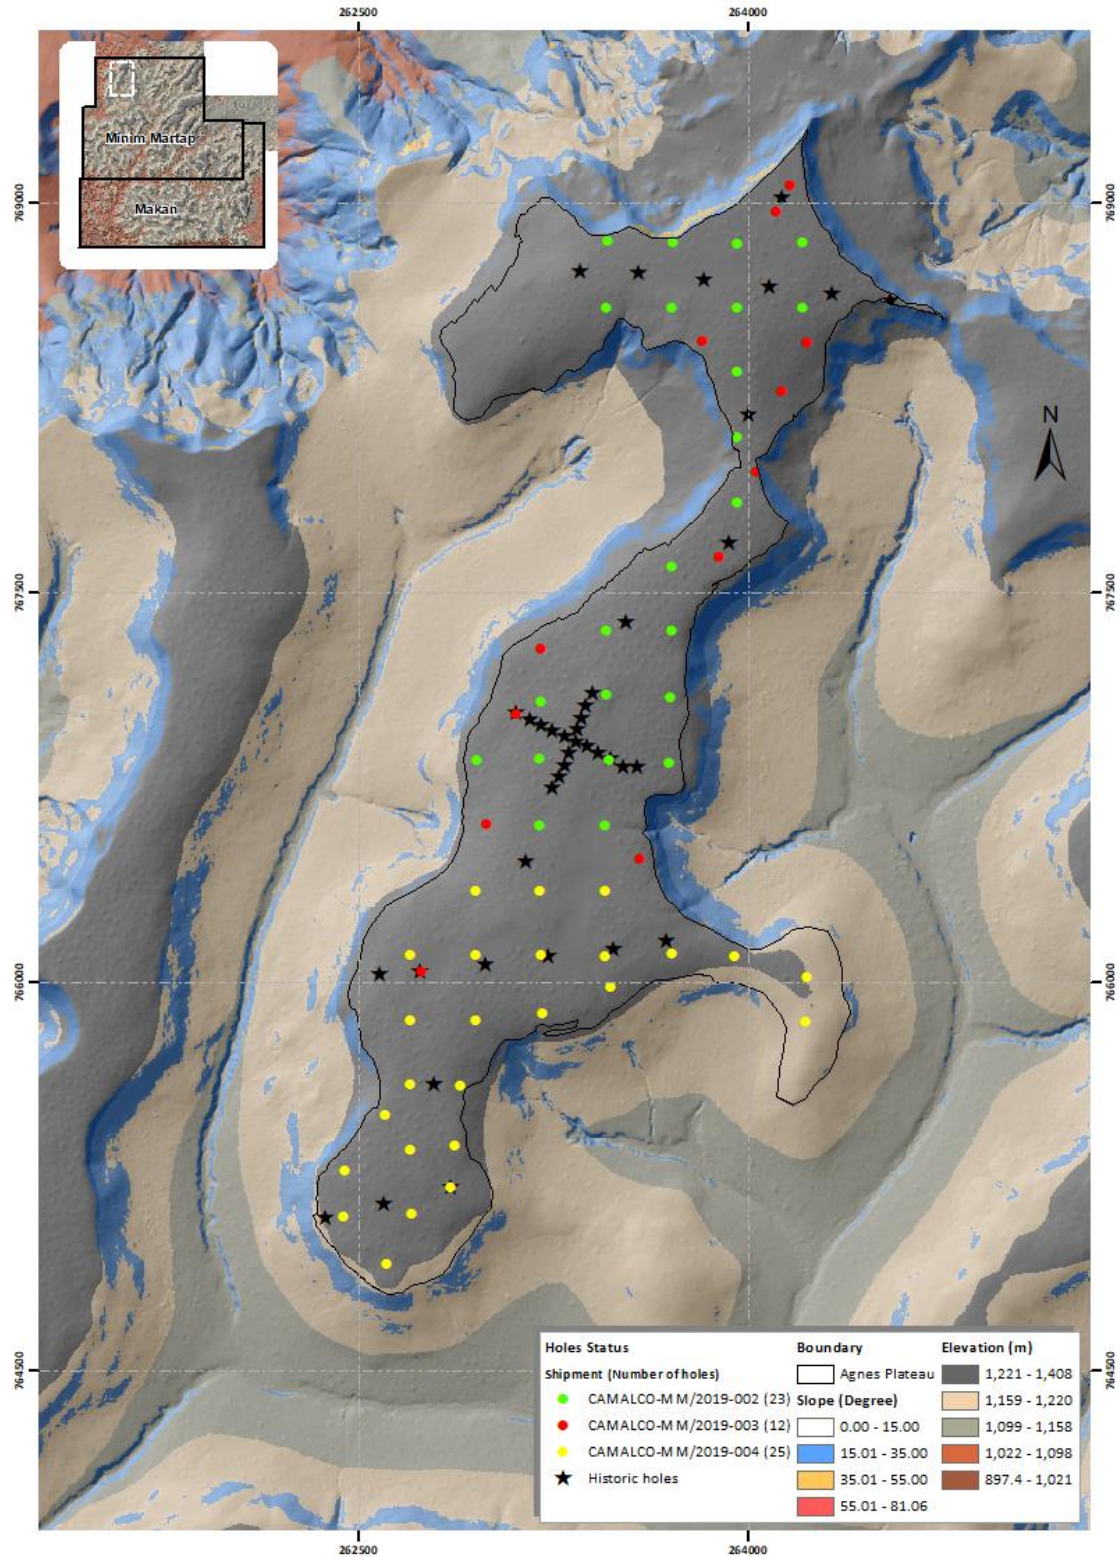 262500 264000
Minim Martap
Makan
769000 769000
N
767500 767500
766000 766000
764500 764500
Holes Status
Shipment (Number of holes)
CAMALCO-MM/2019-002 (23)
CAMALCO-MM/2019-003 (12)
CAMALCO-MM/2019-004 (25)
Historic holes
Boundary
Agnes Plateau
Slope (Degree)
0.00 - 15.00
15.01 - 35.00
35.01 - 55.00
55.01 - 81.06
Elevation (m)
1,221 - 1,408
1,159 - 1,220
1,099 - 1,158
1,022 - 1,098
897.4 - 1,021
262500 264000